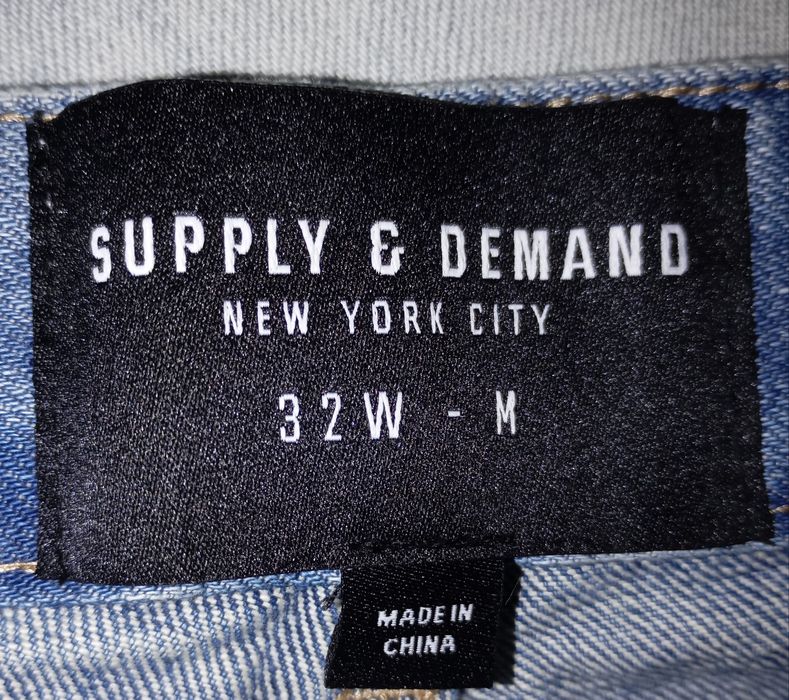 SUPPLY & DEMAND
NEW YORK CITY
32W - M
MADE IN
CHINA